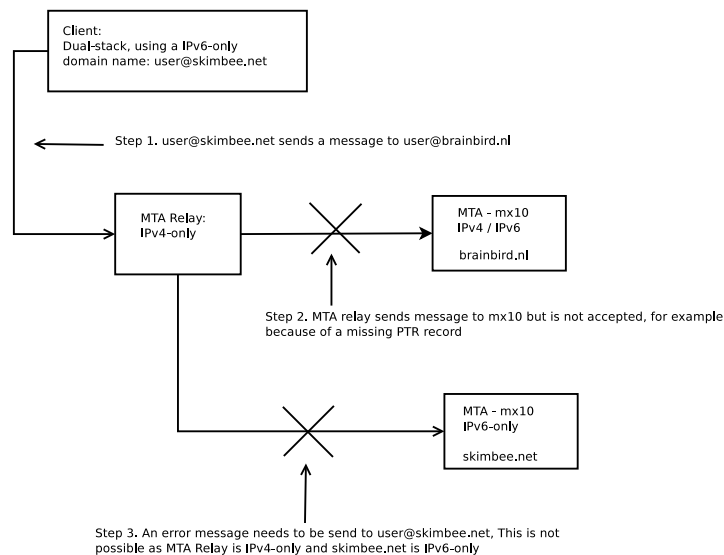 Client:
Dual-stack, using a IPv6-only
domain name: user@skimbee.net
Step 1. user@skimbee.net sends a message to user@brainbird.nl
MTA Relay:
IPv4-only
MTA - mx10
IPv4 / IPv6
brainbird.nl
Step 2. MTA relay sends message to mx10 but is not accepted, for example
because of a missing PTR record
MTA - mx10
IPv6-only
skimbee.net
Step 3. An error message needs to be send to user@skimbee.net, This is not
possible as MTA Relay is IPv4-only and skimbee.net is IPv6-only